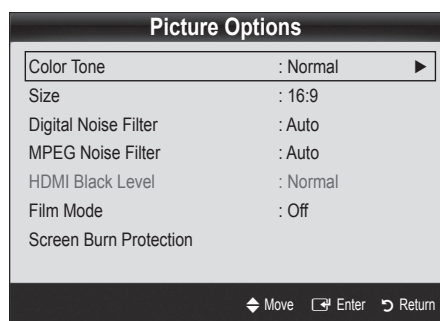 Picture Options
Color Tone : Normal ▶
Size : 16:9
Digital Noise Filter : Auto
MPEG Noise Filter : Auto
HDMI Black Level : Normal
Film Mode : Off
Screen Burn Protection
Move Enter Return